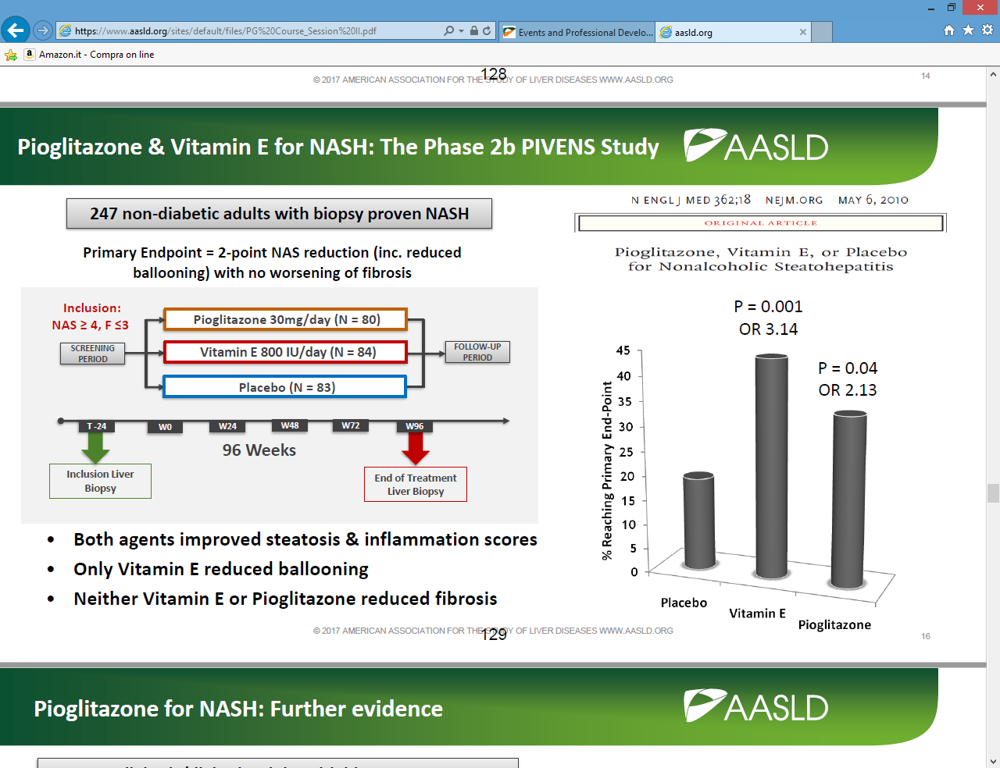 https://www.aasld.org/sites/default/files/PG%20Course_Session%20II.pdf
Events and Professional Develo...
aasld.org
a
Amazon.it - Compra on line
128
© 2017 AMERICAN ASSOCIATION FOR THE STUDY OF LIVER DISEASES WWW.AASLD.ORG
14
Pioglitazone & Vitamin E for NASH: The Phase 2b PIVENS Study
AASLD
247 non-diabetic adults with biopsy proven NASH
Primary Endpoint = 2-point NAS reduction (inc. reduced
ballooning) with no worsening of fibrosis
Inclusion:
NAS ≥ 4, F ≤3
SCREENING
PERIOD
Pioglitazone 30mg/day (N = 80)
Vitamin E 800 IU/day (N = 84)
Placebo (N = 83)
FOLLOW-UP
PERIOD
T -24
W0
W24
W48
W72
W96
96 Weeks
Inclusion Liver
Biopsy
End of Treatment
Liver Biopsy
• Both agents improved steatosis & inflammation scores
• Only Vitamin E reduced ballooning
• Neither Vitamin E or Pioglitazone reduced fibrosis
N ENGL J MED 362;18 NEJM.ORG MAY 6, 2010
ORIGINAL ARTICLE
Pioglitazone, Vitamin E, or Placebo
for Nonalcoholic Steatohepatitis
P = 0.001
OR 3.14
P = 0.04
OR 2.13
% Reaching Primary End-Point
45
40
35
30
25
20
15
10
5
0
Placebo
Vitamin E
Pioglitazone
© 2017 AMERICAN ASSOCIATION FOR THE STUDY OF LIVER DISEASES WWW.AASLD.ORG
129
16
Pioglitazone for NASH: Further evidence
AASLD